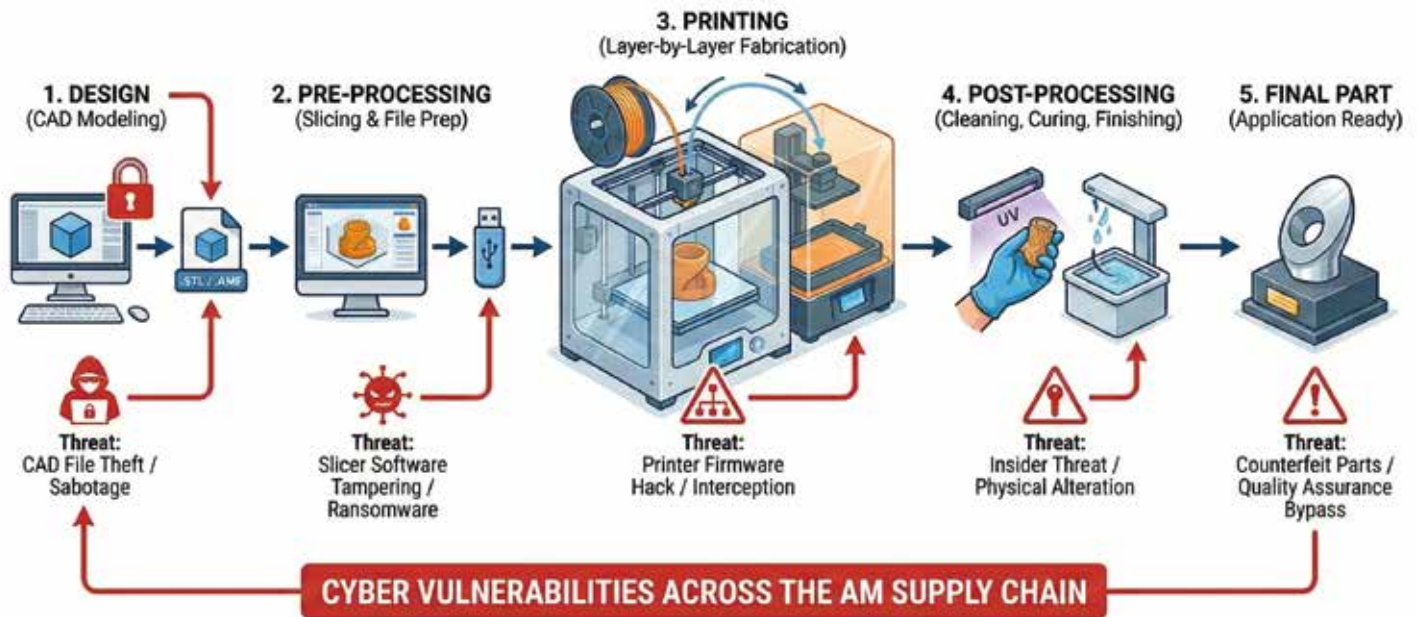 3. PRINTING
(Layer-by-Layer Fabrication)
1. DESIGN
(CAD Modeling)
2. PRE-PROCESSING
(Slicing & File Prep)
4. POST-PROCESSING
(Cleaning, Curing, Finishing)
5. FINAL PART
(Application Ready)
.STL / .AMF
UV
Threat:
CAD File Theft /
Sabotage
Threat:
Slicer Software
Tampering /
Ransomware
Threat:
Printer Firmware
Hack / Interception
Threat:
Insider Threat /
Physical Alteration
Threat:
Counterfeit Parts /
Quality Assurance
Bypass
CYBER VULNERABILITIES ACROSS THE AM SUPPLY CHAIN